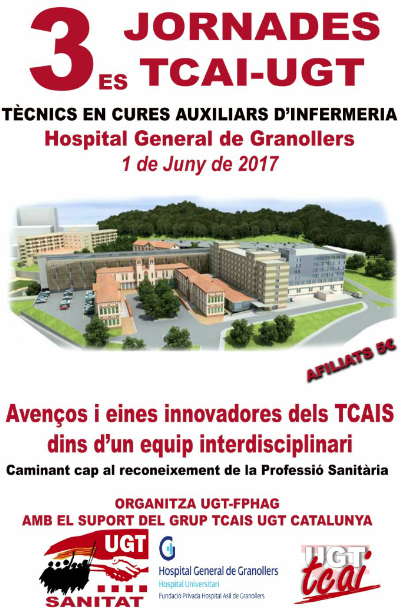 3es JORNADES
TCAI-UGT
TÈCNICS EN CURES AUXILIARS D'INFERMERIA
Hospital General de Granollers
1 de Juny de 2017
AFILIATS 5€
Avenços i eines innovadores dels TCAIS
dins d'un equip interdisciplinari
Caminant cap al reconeixement de la Professió Sanitària
ORGANITZA UGT-FPHAG
AMB EL SUPORT DEL GRUP TCAIS UGT CATALUNYA
UGT
SANITAT
Hospital General de Granollers
Hospital Universitari
Fundació Privada Hospital Asil de Granollers
UGT
tcai